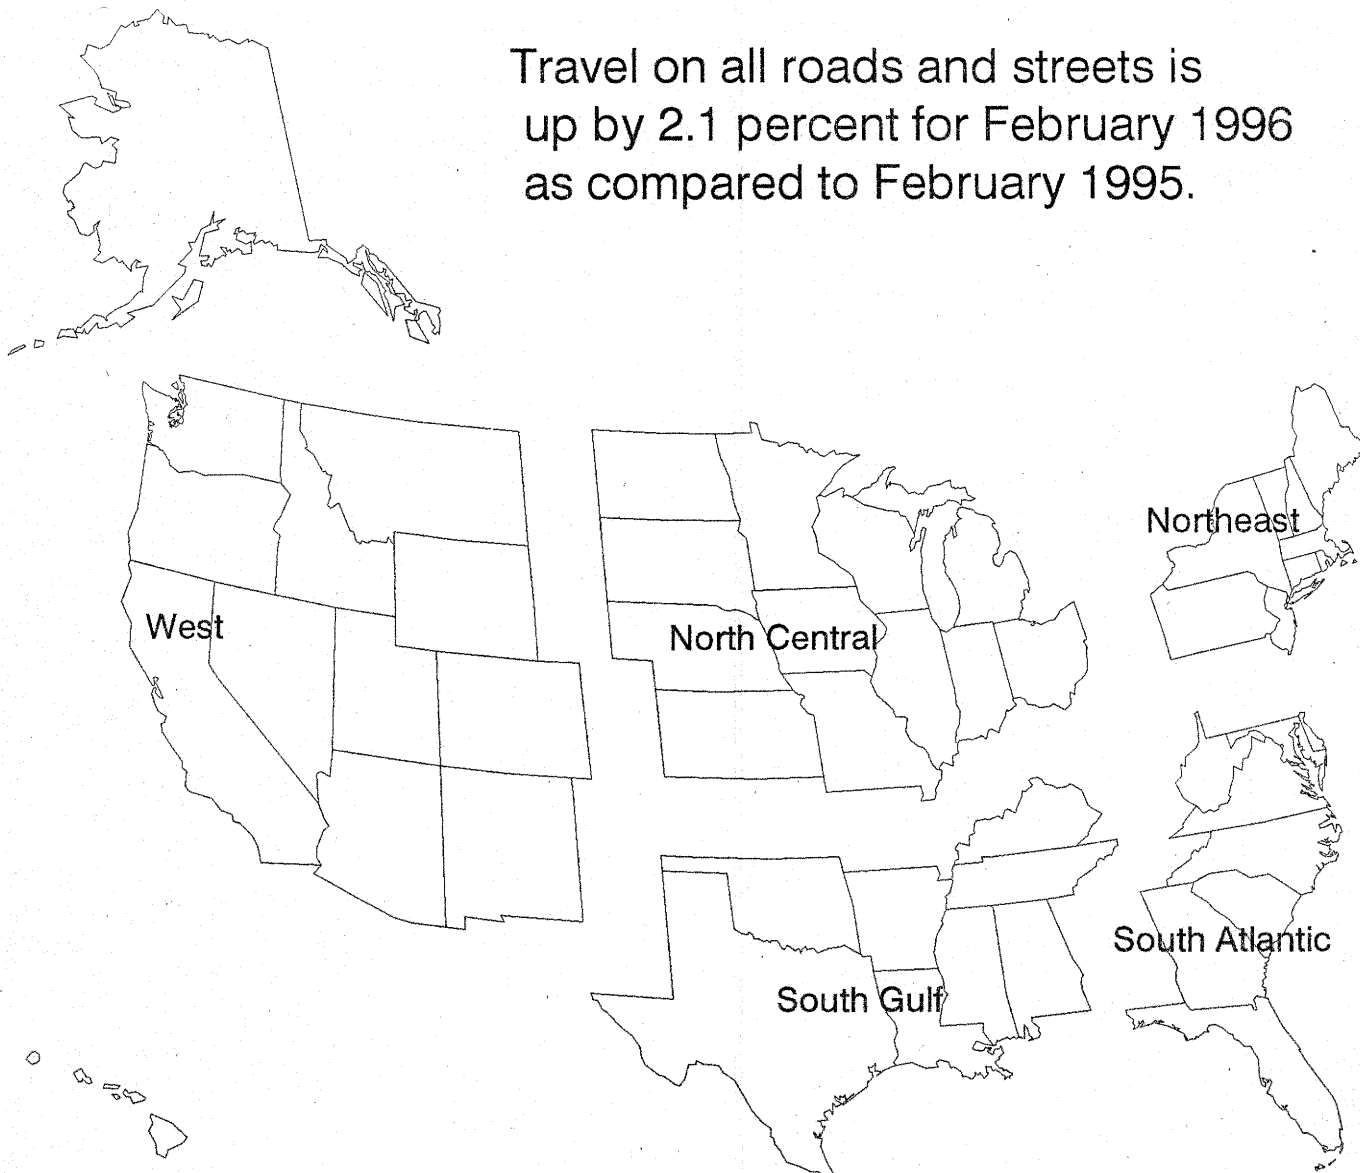 Travel on all roads and streets is
up by 2.1 percent for February 1996
as compared to February 1995.
Northeast
West
North Central
South Atlantic
South Gulf